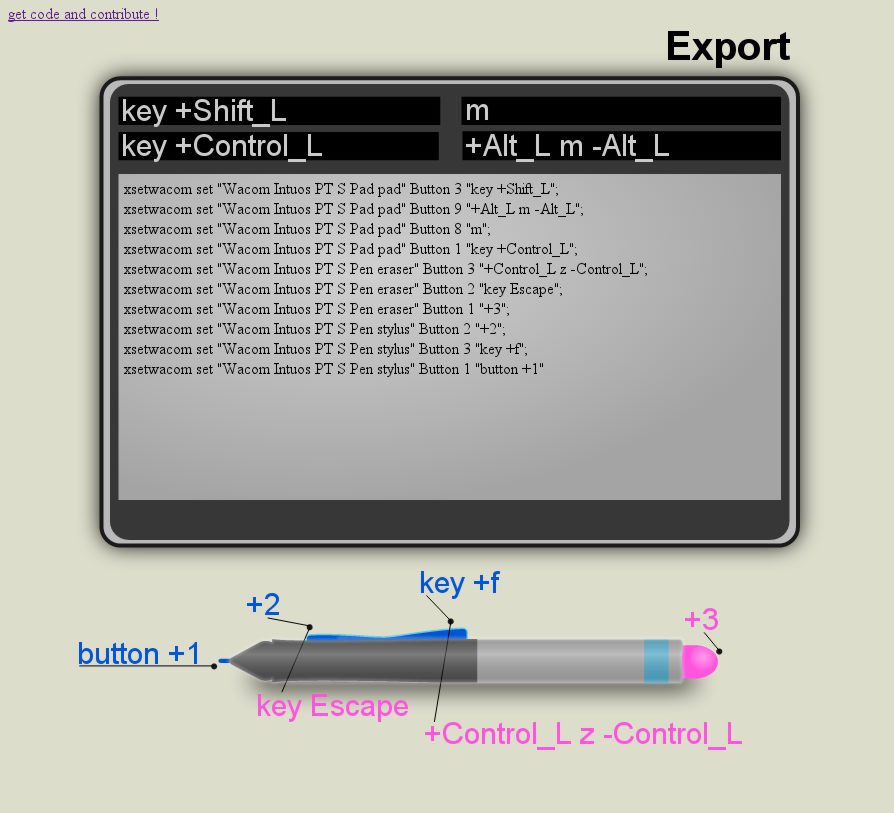 get code and contribute !
Export
key +Shift_L
m
key +Control_L
+Alt_L m -Alt_L
xsetwacom set "Wacom Intuos PT S Pad pad" Button 3 "key +Shift_L";
xsetwacom set "Wacom Intuos PT S Pad pad" Button 9 "+Alt_L m -Alt_L";
xsetwacom set "Wacom Intuos PT S Pad pad" Button 8 "m";
xsetwacom set "Wacom Intuos PT S Pad pad" Button 1 "key +Control_L";
xsetwacom set "Wacom Intuos PT S Pen eraser" Button 3 "+Control_L z -Control_L";
xsetwacom set "Wacom Intuos PT S Pen eraser" Button 2 "key Escape";
xsetwacom set "Wacom Intuos PT S Pen eraser" Button 1 "+3";
xsetwacom set "Wacom Intuos PT S Pen stylus" Button 2 "+2";
xsetwacom set "Wacom Intuos PT S Pen stylus" Button 3 "key +f";
xsetwacom set "Wacom Intuos PT S Pen stylus" Button 1 "button +1"
key +f
+2
+3
button +1
key Escape
+Control_L z -Control_L